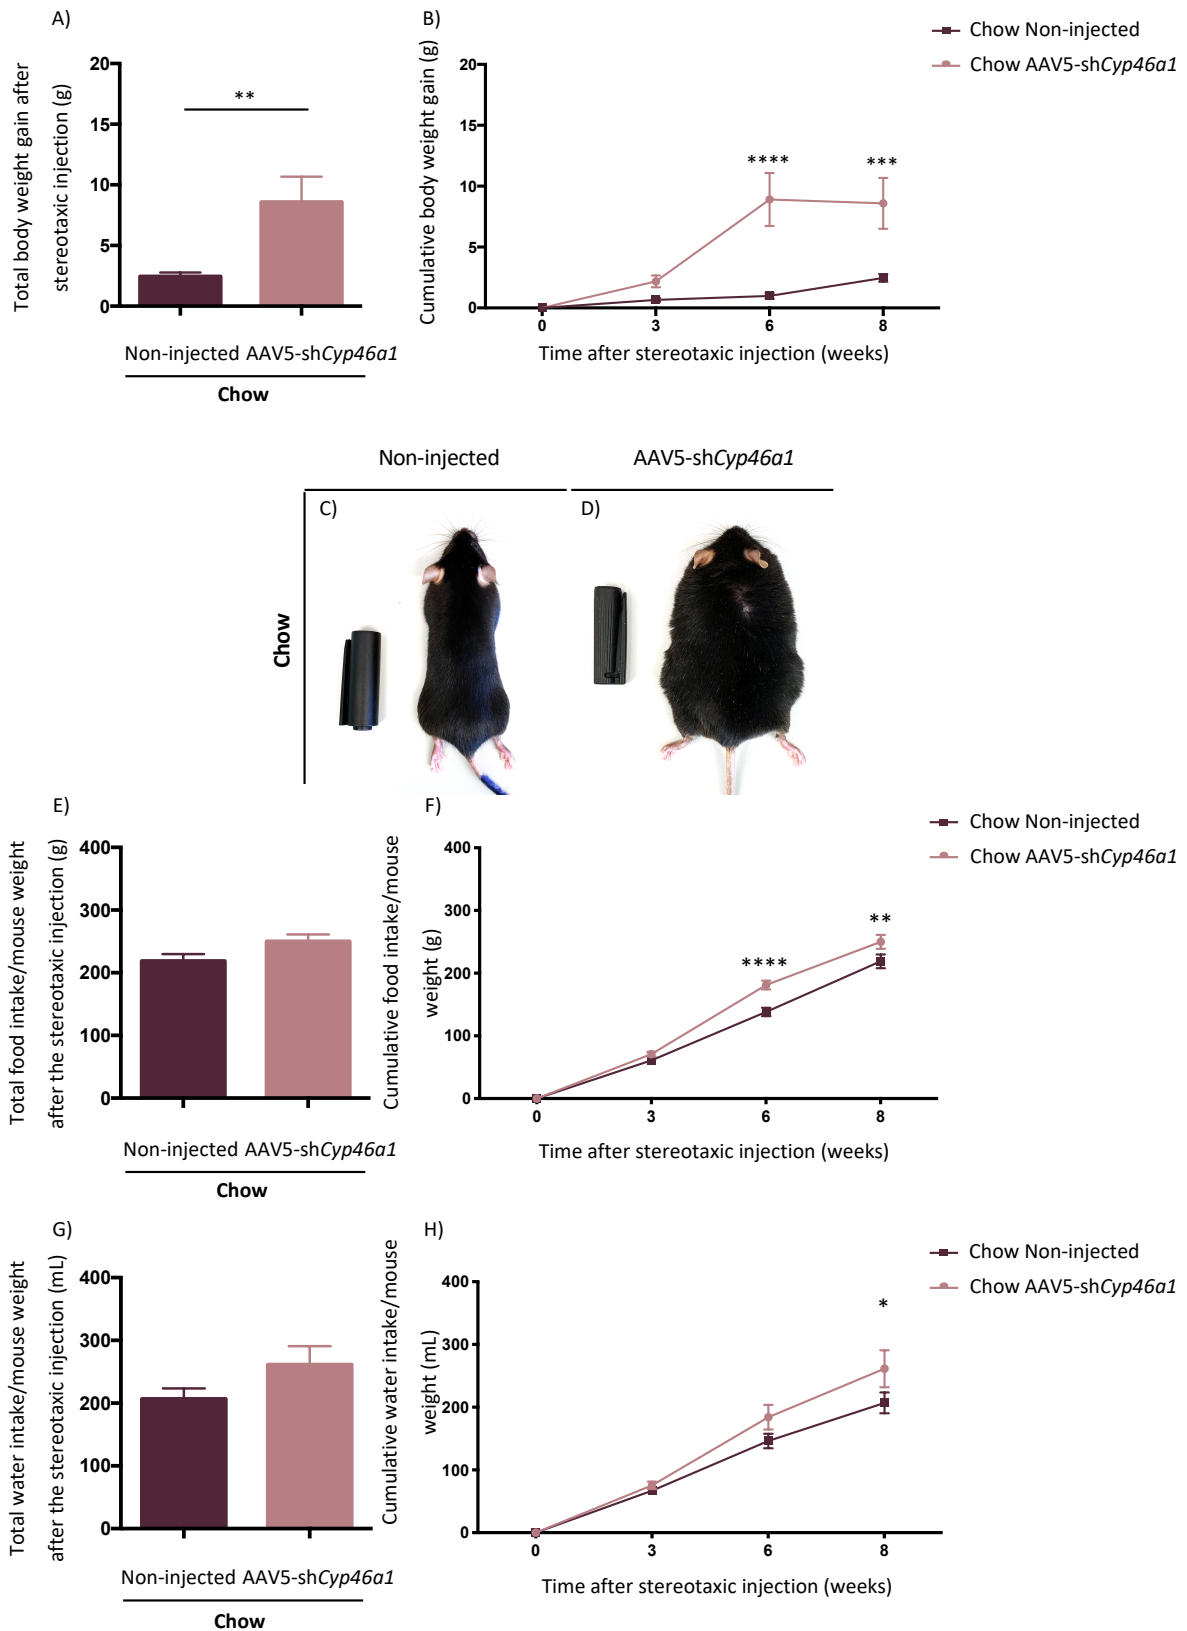 A)
Total body weight gain after
stereotaxic injection (g)
20
15
10
5
0
**
Non-injected AAV5-shCyp46a1
Chow
B)
Cumulative body weight gain (g)
20
15
10
5
0
****
***
0 3 6 8
Time after stereotaxic injection (weeks)
Chow Non-injected
Chow AAV5-shCyp46a1
Non-injected
AAV5-shCyp46a1
Chow
C)
D)
E)
Total food intake/mouse weight
after the stereotaxic injection (g)
400
300
200
100
0
Non-injected AAV5-shCyp46a1
Chow
F)
Cumulative food intake/mouse
weight (g)
400
300
200
100
0
****
**
0 3 6 8
Time after stereotaxic injection (weeks)
Chow Non-injected
Chow AAV5-shCyp46a1
G)
Total water intake/mouse weight
after the stereotaxic injection (mL)
400
300
200
100
0
Non-injected AAV5-shCyp46a1
Chow
H)
Cumulative water intake/mouse
weight (mL)
400
300
200
100
0
*
0 3 6 8
Time after stereotaxic injection (weeks)
Chow Non-injected
Chow AAV5-shCyp46a1